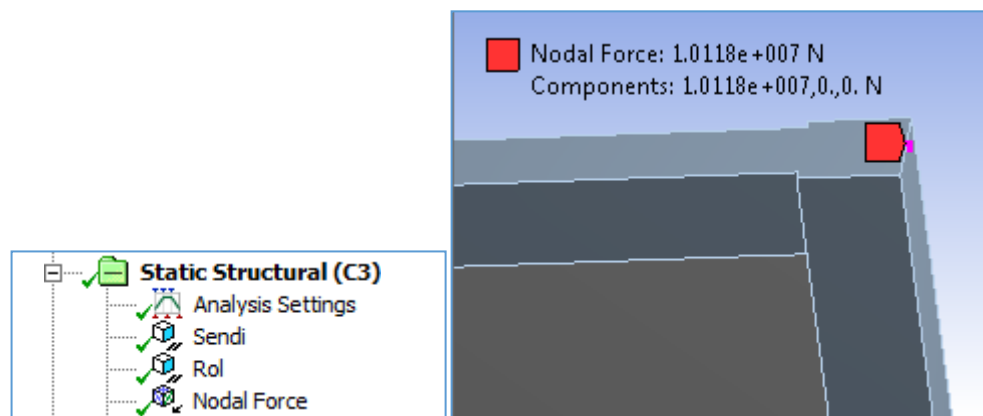 Nodal Force: 1.0118e+007 N
Components: 1.0118e+007,0.,0. N
Static Structural (C3)
Analysis Settings
Sendi
Rol
Nodal Force